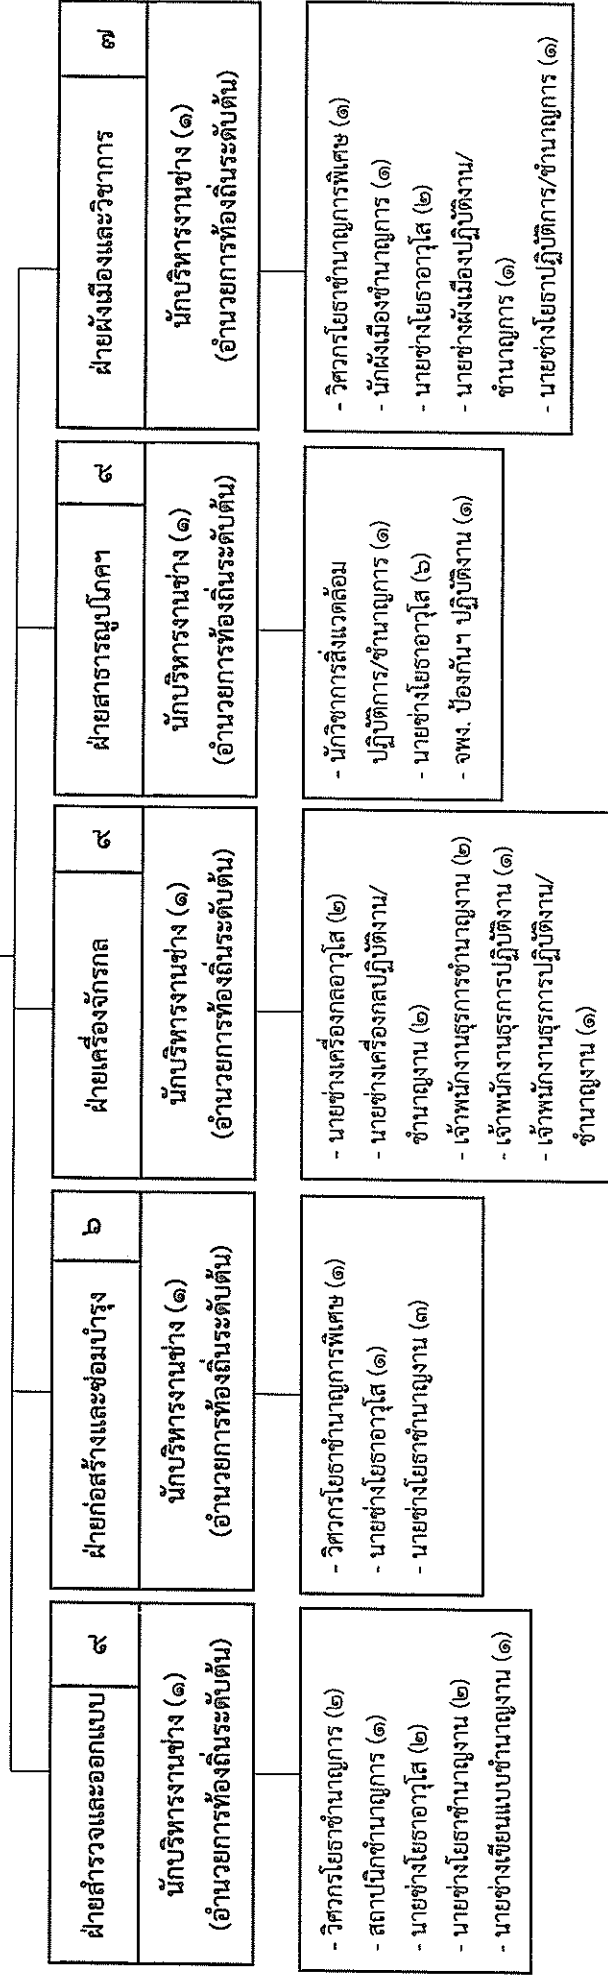 ฝ่ายสำรวจและออกแบบ
๙
นักบริหารงานช่าง (๑)
(อำนวยการท้องถิ่นระดับต้น)
- วิศวกรโยธาชำนาญการ (๒)
- สถาปนิกชำนาญการ (๑)
- นายช่างโยธาอาวุโส (๒)
- นายช่างโยธาชำนาญงาน (๒)
- นายช่างเขียนแบบชำนาญงาน (๑)
ฝ่ายก่อสร้างและซ่อมบำรุง
๖
นักบริหารงานช่าง (๑)
(อำนวยการท้องถิ่นระดับต้น)
- วิศวกรโยธาชำนาญการพิเศษ (๑)
- นายช่างโยธาอาวุโส (๑)
- นายช่างโยธาชำนาญงาน (๓)
ฝ่ายเครื่องจักรกล
๙
นักบริหารงานช่าง (๑)
(อำนวยการท้องถิ่นระดับต้น)
- นายช่างเครื่องกลอาวุโส (๒)
- นายช่างเครื่องกลปฏิบัติงาน/
ชำนาญงาน (๒)
- เจ้าพนักงานธุรการชำนาญงาน (๒)
- เจ้าพนักงานธุรการปฏิบัติงาน (๑)
- เจ้าพนักงานธุรการปฏิบัติงาน/
ชำนาญงาน (๑)
ฝ่ายสาธารณูปโภคฯ
๙
นักบริหารงานช่าง (๑)
(อำนวยการท้องถิ่นระดับต้น)
- นักวิชาการสิ่งแวดล้อม
ปฏิบัติการ/ชำนาญการ (๑)
- นายช่างโยธาอาวุโส (๖)
- จพง. ป้องกันฯ ปฏิบัติงาน (๑)
ฝ่ายผังเมืองและวิชาการ
๗
นักบริหารงานช่าง (๑)
(อำนวยการท้องถิ่นระดับต้น)
- วิศวกรโยธาชำนาญการพิเศษ (๑)
- นักผังเมืองชำนาญการ (๑)
- นายช่างโยธาอาวุโส (๒)
- นายช่างผังเมืองปฏิบัติงาน/
ชำนาญการ (๑)
- นายช่างโยธาปฏิบัติการ/ชำนาญการ (๑)